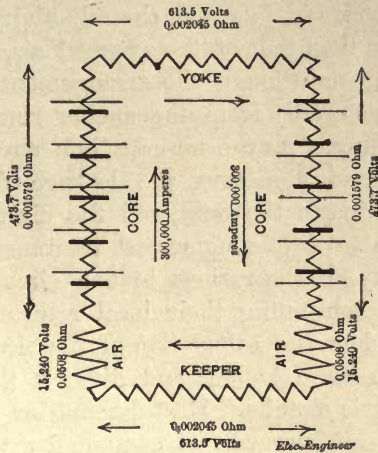 613.5 Volts
0.002045 Ohm
YOKE
473.7 Volts
0.001579 Ohm
CORE
300,000 Amperes
300,000 Amperes
CORE
0.001579 Ohm
473.7 Volts
15,240 Volts
0.0508 Ohm
AIR
AIR
0.0508 Ohm
15,240 Volts
KEEPER
0.002045 Ohm
613.5 Volts
Elec. Engineer